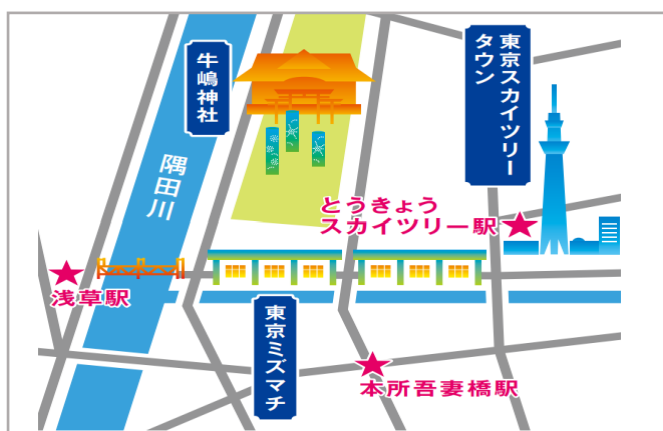 牛嶋神社
東京スカイツリー
タウン
隅田川
とうきょう
スカイツリー駅
浅草駅
東京ミズマチ
本所吾妻橋駅